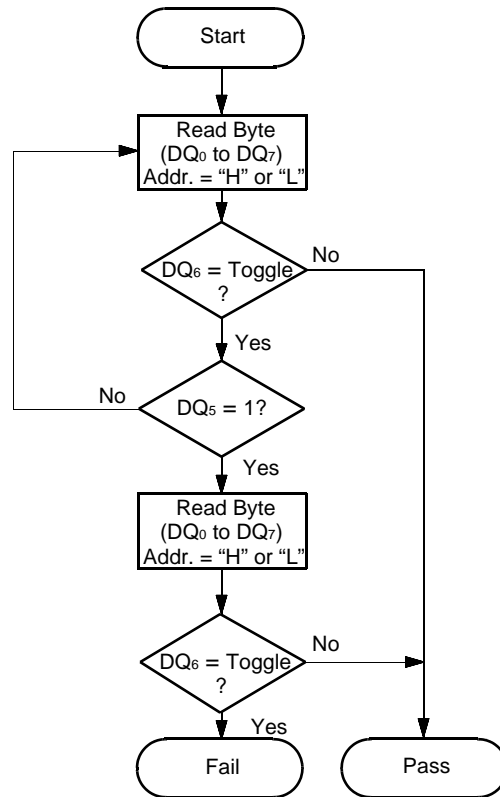 Start
Read Byte
(DQ0 to DQ7)
Addr. = “H” or “L”
No
DQ6 = Toggle
?
Yes
No
DQ5 = 1?
Yes
Read Byte
(DQ0 to DQ7)
Addr. = “H” or “L”
No
DQ6 = Toggle
?
Yes
Fail
Pass